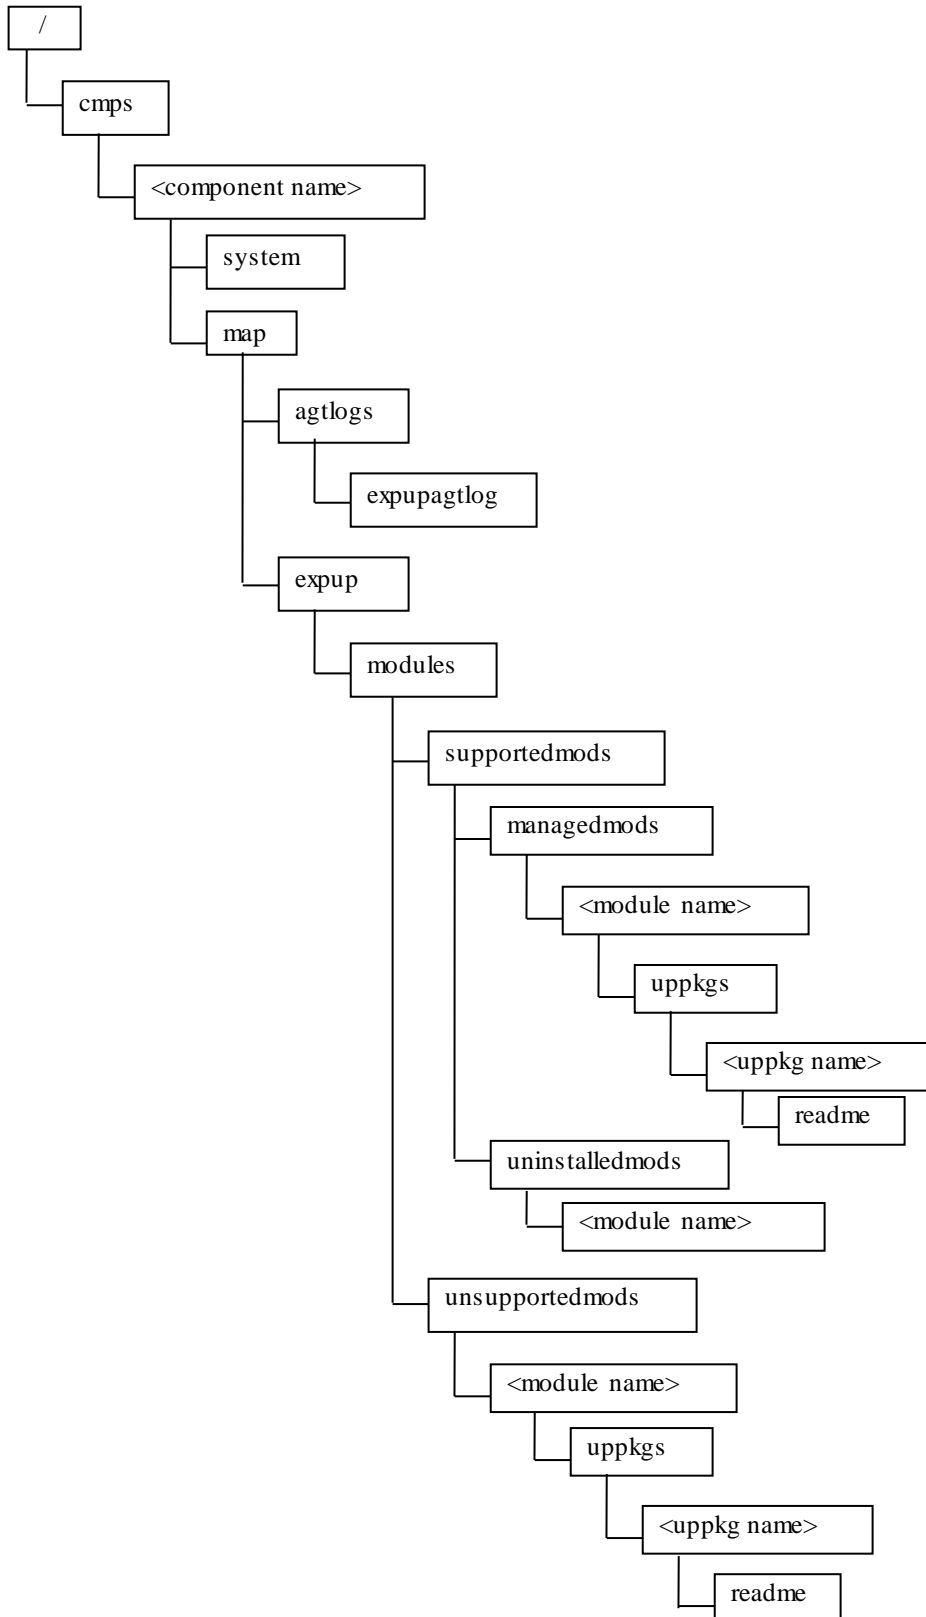 /
cmps
<component name>
system
map
agtlogs
expupagtlog
expup
modules
supportedmods
managedmods
<module name>
uppkgs
<uppkg name>
readme
uninstalledmods
<module name>
unsupportedmods
<module name>
uppkgs
<uppkg name>
readme